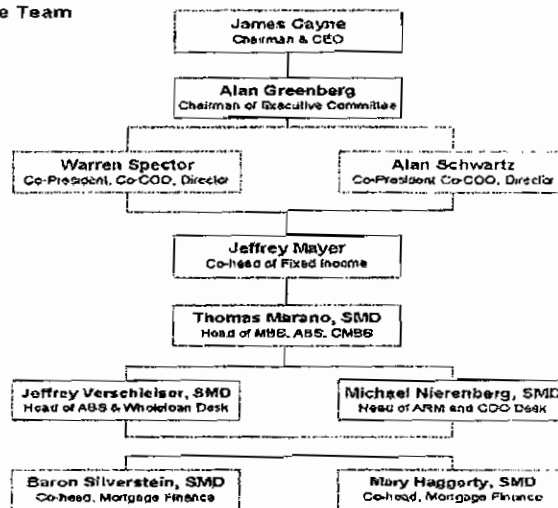 e Team
James Cayne
Chairman & CEO
Alan Greenberg
Chairman of Executive Committee
Warren Spector
Co-President, Co-COO, Director
Alan Schwartz
Co-President Co-COO, Director
Jeffrey Mayer
Co-head of Fixed Income
Thomas Marano, SMD
Head of MBS, ABS, CMBS
Jeffrey Verschleiser, SMD
Head of ABS & Wholeloan Desk
Michael Nierenberg, SMD
Head of ARM and CDO Desk
Baron Silverstein, SMD
Co-head, Mortgage Finance
Mary Haggerty, SMD
Co-head, Mortgage Finance